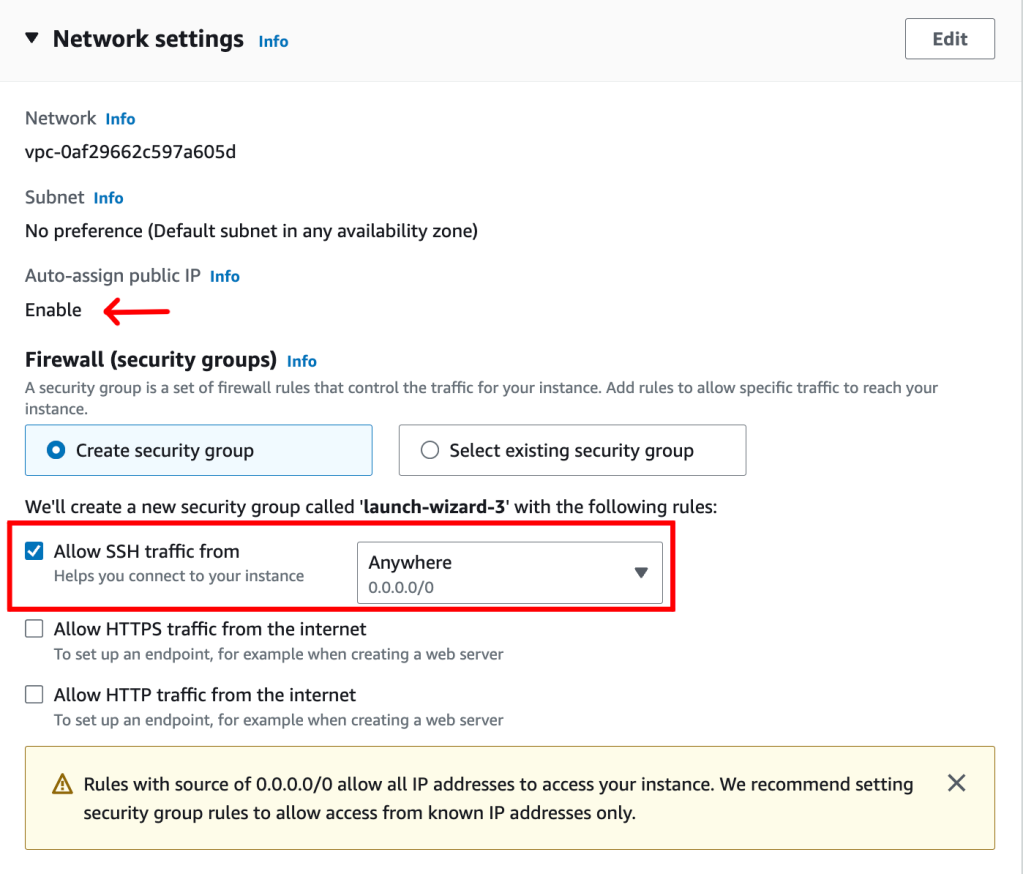 Network settings Info
Edit
Network Info
vpc-0af29662c597a605d
Subnet Info
No preference (Default subnet in any availability zone)
Auto-assign public IP Info
Enable
Firewall (security groups) Info
A security group is a set of firewall rules that control the traffic for your instance. Add rules to allow specific traffic to reach your
instance.
Create security group
Select existing security group
We'll create a new security group called 'launch-wizard-3' with the following rules:
Allow SSH traffic from
Helps you connect to your instance
Anywhere
0.0.0.0/0
Allow HTTPS traffic from the internet
To set up an endpoint, for example when creating a web server
Allow HTTP traffic from the internet
To set up an endpoint, for example when creating a web server
Rules with source of 0.0.0.0/0 allow all IP addresses to access your instance. We recommend setting
security group rules to allow access from known IP addresses only.